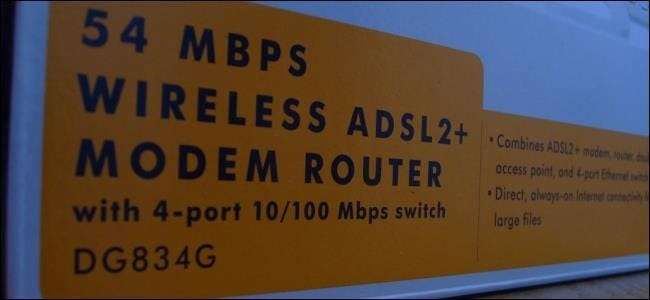 54 MBPS
WIRELESS ADSL2+
MODEM ROUTER
with 4-port 10/100 Mbps switch
DG834G
• Combines ADSL2+ modem, router,
access point, and 4-port Ethernet switch
• Direct, always-on Internet connectivity
large files